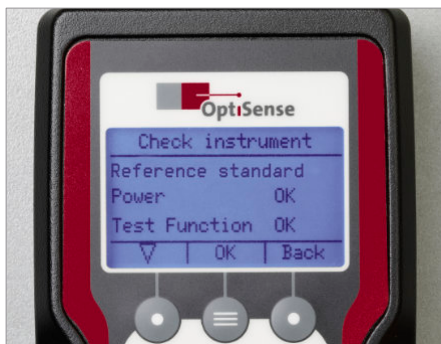 OptiSense
Check instrument
Reference standard
Power OK
Test Function OK
▽ | OK | Back